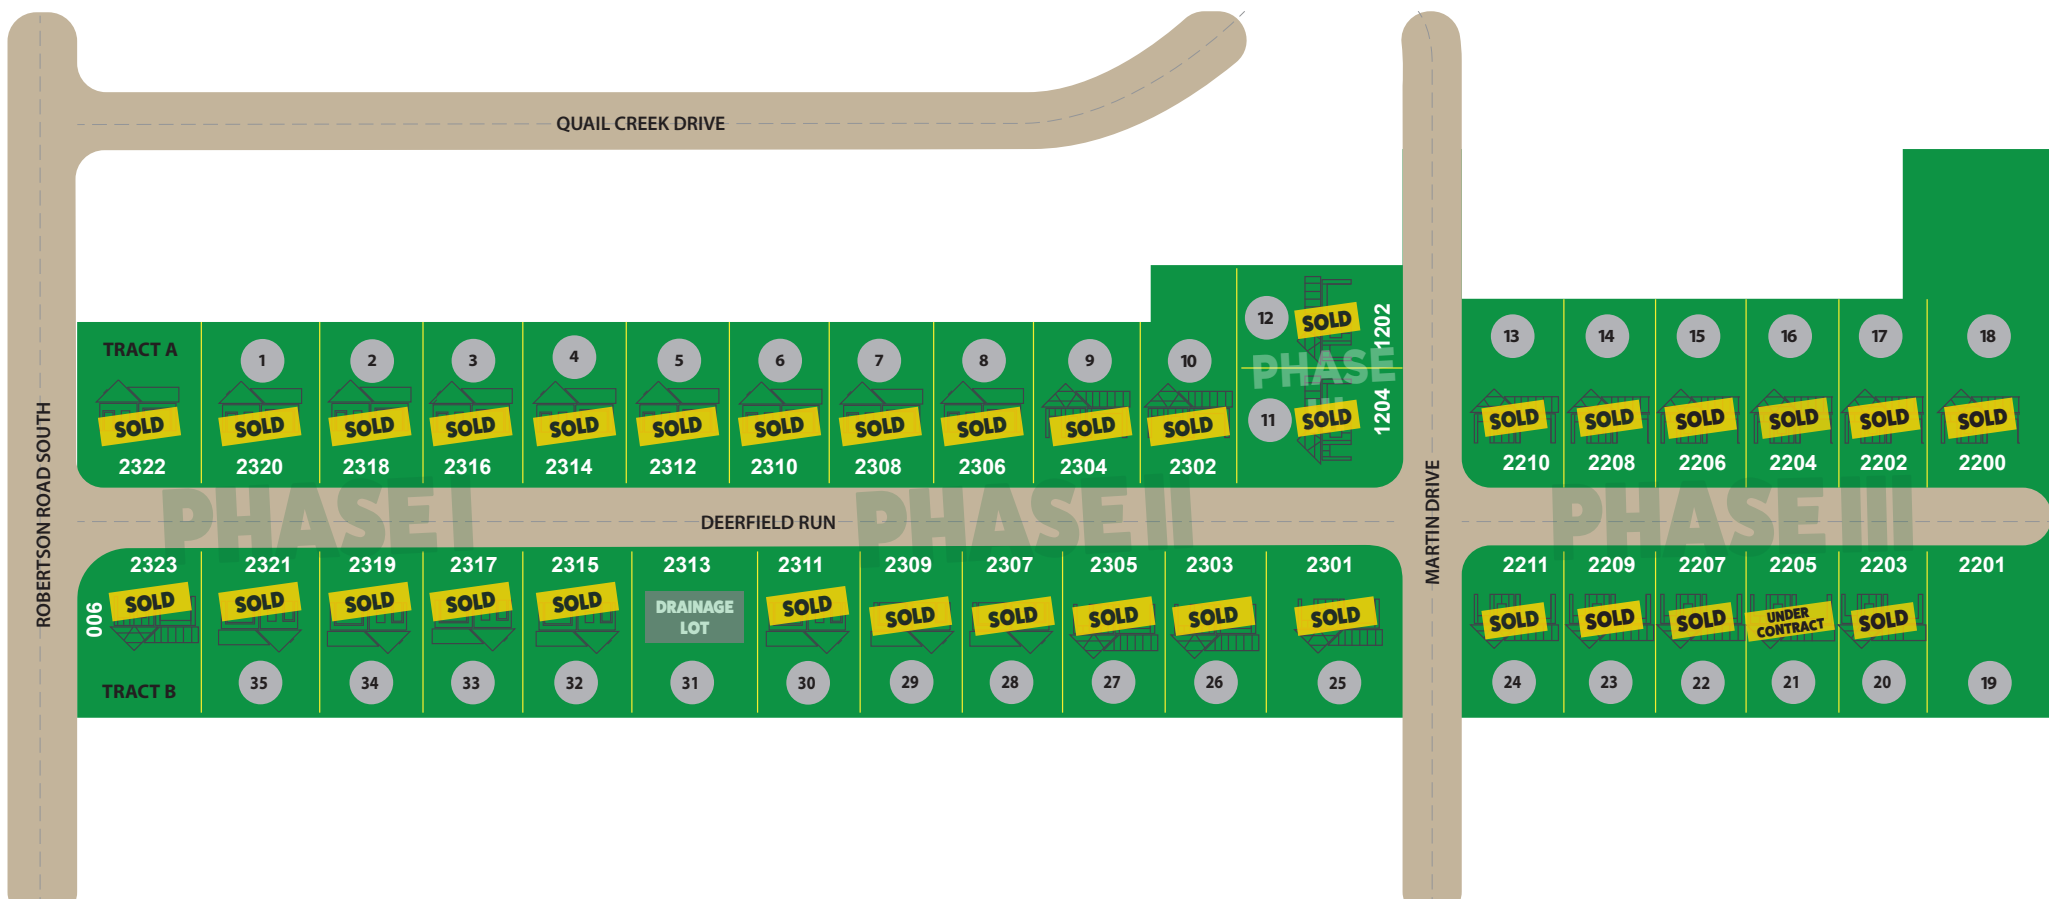 QUAIL CREEK DRIVE
ROBERTSON ROAD SOUTH
MARTIN DRIVE
DEERFIELD RUN
PHASE I
PHASE II
PHASE III
TRACT A
1
2
3
4
5
6
7
8
9
10
SOLD
SOLD
SOLD
SOLD
SOLD
SOLD
SOLD
SOLD
SOLD
SOLD
SOLD
2322
2320
2318
2316
2314
2312
2310
2308
2306
2304
2302
12
SOLD
1202
PHASE
III
11
SOLD
1204
13
14
15
16
17
18
SOLD
SOLD
SOLD
SOLD
SOLD
SOLD
2210
2208
2206
2204
2202
2200
2323
2321
2319
2317
2315
2313
2311
2309
2307
2305
2303
2301
900
SOLD
SOLD
SOLD
SOLD
SOLD
DRAINAGE
LOT
SOLD
SOLD
SOLD
SOLD
SOLD
SOLD
TRACT B
35
34
33
32
31
30
29
28
27
26
25
2211
2209
2207
2205
2203
2201
SOLD
SOLD
SOLD
UNDER
CONTRACT
SOLD
24
23
22
21
20
19